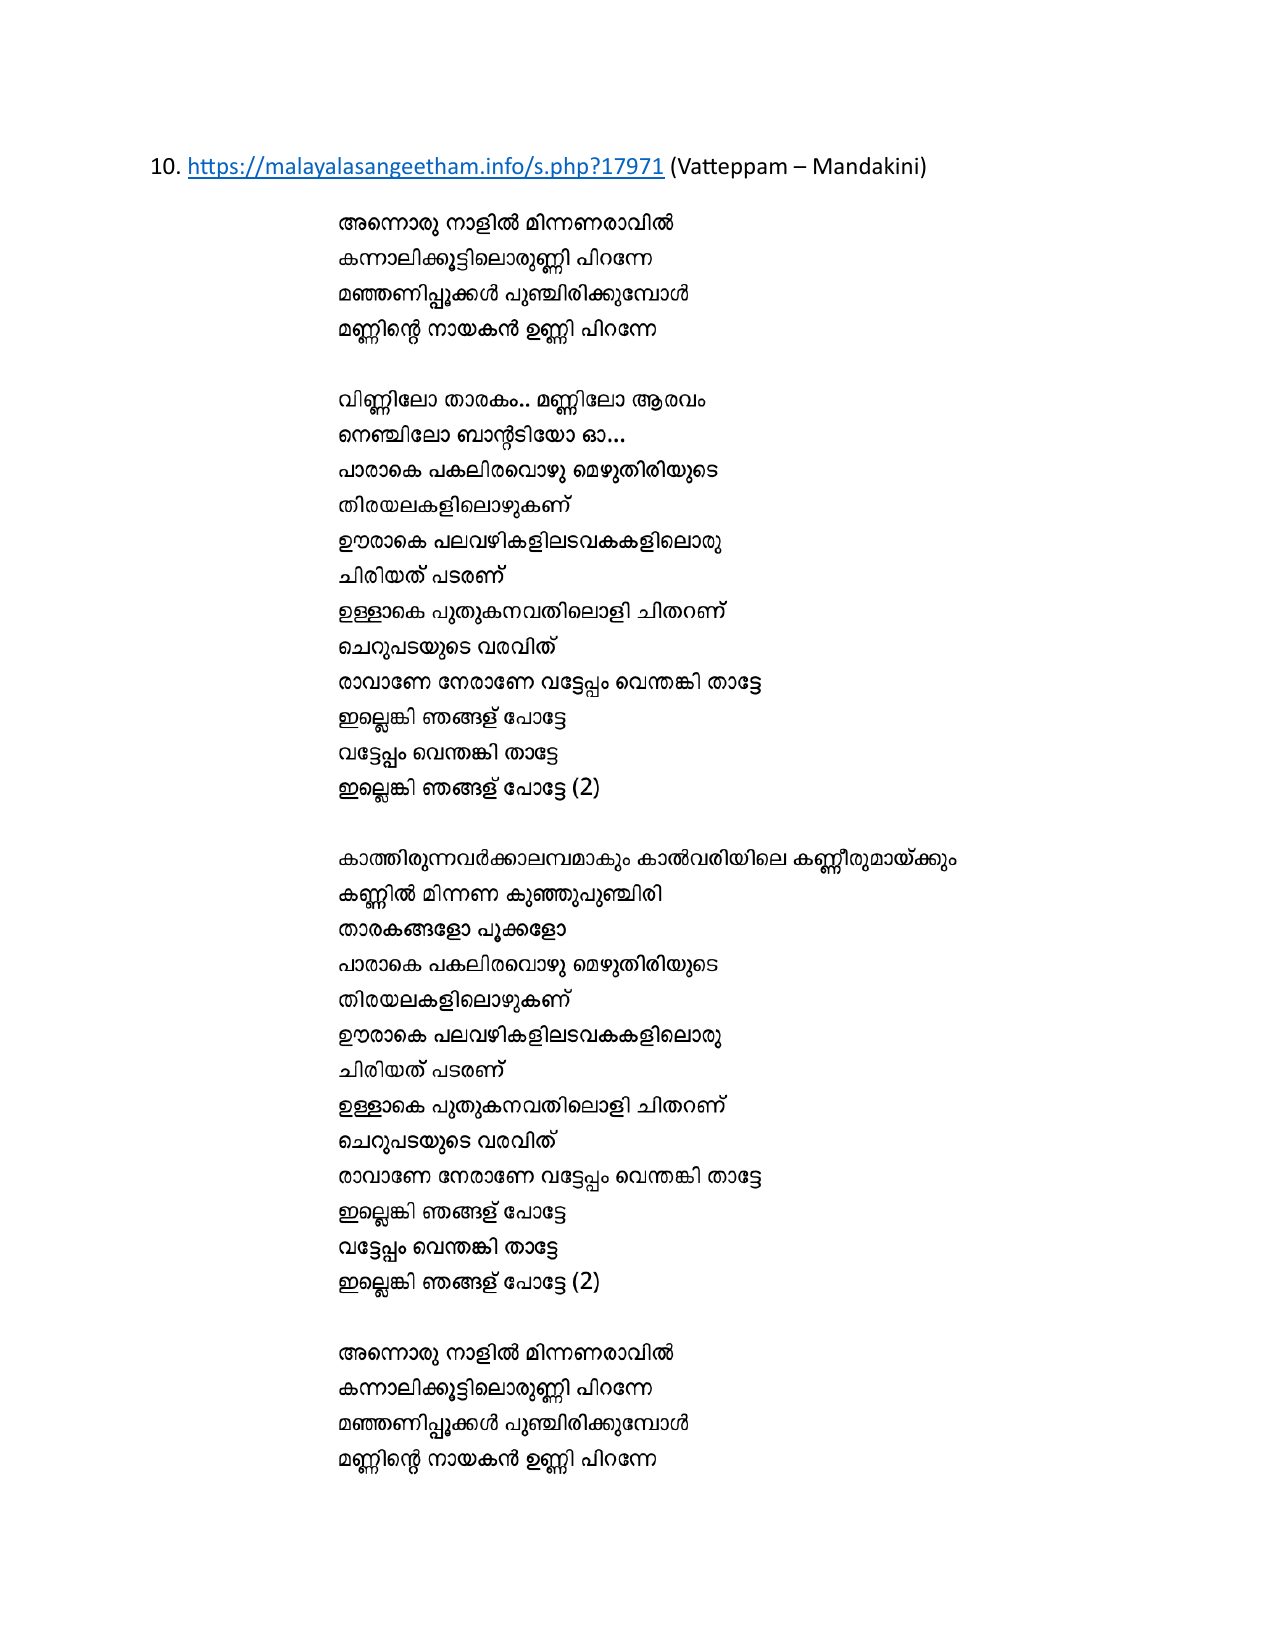 10. https://malayalasangeetham.info/s.php?17971 (Vatteppam – Mandakini)
അന്നൊരു നാളിൽ മിന്നണരാവിൽ
കന്നാലിക്കൂട്ടിലൊരുണ്ണി പിറന്നേ
മഞ്ഞണിപ്പൂക്കൾ പുഞ്ചിരിക്കുമ്പോൾ
മണ്ണിന്റെ നായകൻ ഉണ്ണി പിറന്നേ
വിണ്ണിലോ താരകം.. മണ്ണിലോ ആരവം
നെഞ്ചിലോ ബാന്റടിയോ ഓ...
പാരാകെ പകലിരവൊഴു മെഴുതിരിയുടെ
തിരയലകളിലൊഴുകണ്
ഊരാകെ പലവഴികളിലടവകകളിലൊരു
ചിരിയത് പടരണ്
ഉള്ളാകെ പുതുകനവതിലൊളി ചിതറണ്
ചെറുപടയുടെ വരവിത്
രാവാണേ നേരാണേ വട്ടേപ്പം വെന്തങ്കി താട്ടേ
ഇല്ലെങ്കി ഞങ്ങള് പോട്ടേ
വട്ടേപ്പം വെന്തങ്കി താട്ടേ
ഇല്ലെങ്കി ഞങ്ങള് പോട്ടേ (2)
കാത്തിരുന്നവർക്കാലമ്പമാകും കാൽവരിയിലെ കണ്ണീരുമായ്ക്കും
കണ്ണിൽ മിന്നണ കുഞ്ഞുപുഞ്ചിരി
താരകങ്ങളോ പൂക്കളോ
പാരാകെ പകലിരവൊഴു മെഴുതിരിയുടെ
തിരയലകളിലൊഴുകണ്
ഊരാകെ പലവഴികളിലടവകകളിലൊരു
ചിരിയത് പടരണ്
ഉള്ളാകെ പുതുകനവതിലൊളി ചിതറണ്
ചെറുപടയുടെ വരവിത്
രാവാണേ നേരാണേ വട്ടേപ്പം വെന്തങ്കി താട്ടേ
ഇല്ലെങ്കി ഞങ്ങള് പോട്ടേ
വട്ടേപ്പം വെന്തങ്കി താട്ടേ
ഇല്ലെങ്കി ഞങ്ങള് പോട്ടേ (2)
അന്നൊരു നാളിൽ മിന്നണരാവിൽ
കന്നാലിക്കൂട്ടിലൊരുണ്ണി പിറന്നേ
മഞ്ഞണിപ്പൂക്കൾ പുഞ്ചിരിക്കുമ്പോൾ
മണ്ണിന്റെ നായകൻ ഉണ്ണി പിറന്നേ